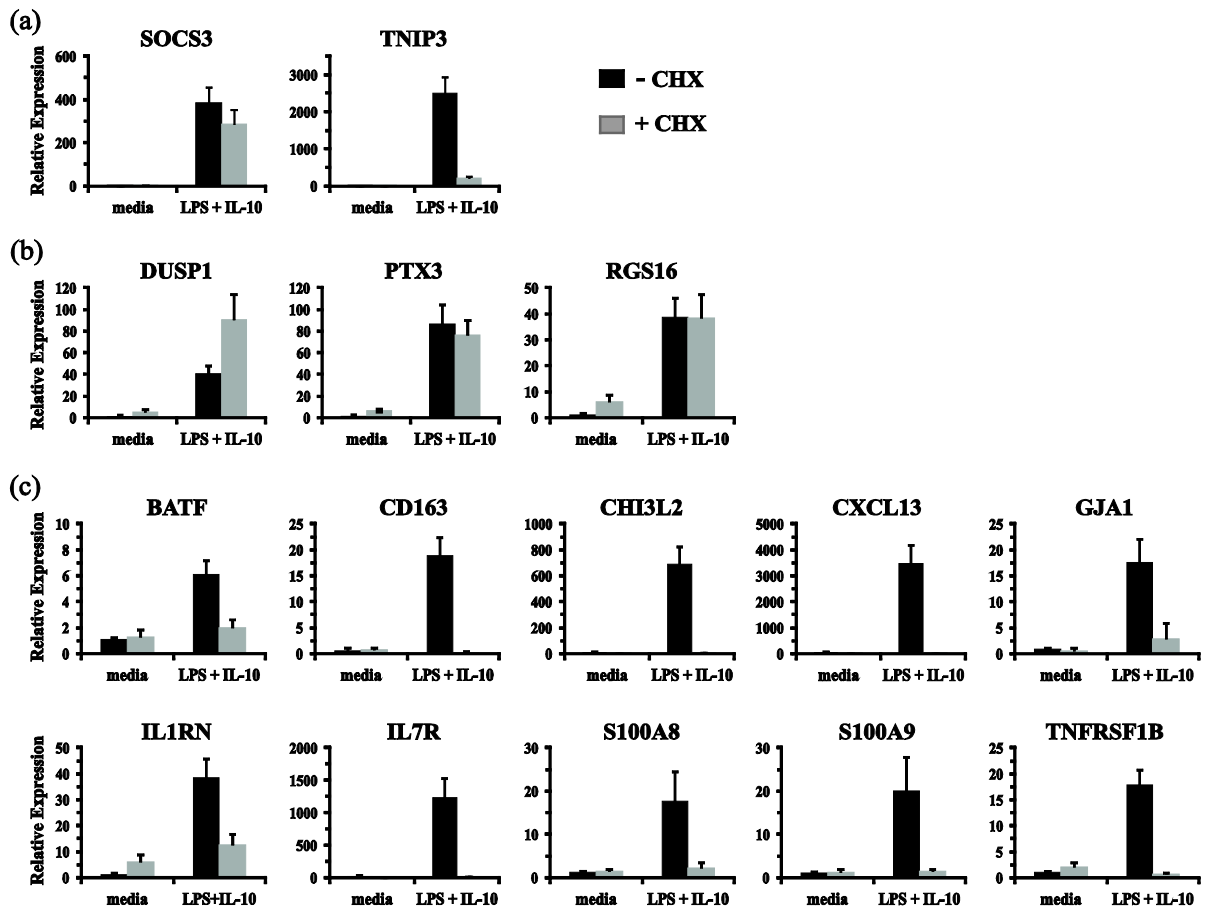 (a)
SOCS3
TNIP3
Relative Expression
600
400
200
0
media
LPS + IL-10
3000
2000
1000
0
media
LPS + IL-10
- CHX
+ CHX
(b)
DUSP1
PTX3
RGS16
Relative Expression
120
100
80
60
40
20
0
media
LPS + IL-10
120
100
80
60
40
20
0
media
LPS + IL-10
50
40
30
20
10
0
media
LPS + IL-10
(c)
BATF
CD163
CHI3L2
CXCL13
GJA1
Relative Expression
10
8
6
4
2
0
media
LPS + IL-10
25
20
15
10
5
0
media
LPS + IL-10
1000
800
600
400
200
0
media
LPS + IL-10
5000
4000
3000
2000
1000
0
media
LPS + IL-10
25
20
15
10
5
0
media
LPS + IL-10
IL1RN
IL7R
S100A8
S100A9
TNFRSF1B
Relative Expression
50
40
30
20
10
0
media
LPS+IL-10
2000
1500
1000
500
0
media
LPS + IL-10
30
20
10
0
media
LPS + IL-10
30
20
10
0
media
LPS + IL-10
25
20
15
10
5
0
media
LPS + IL-10